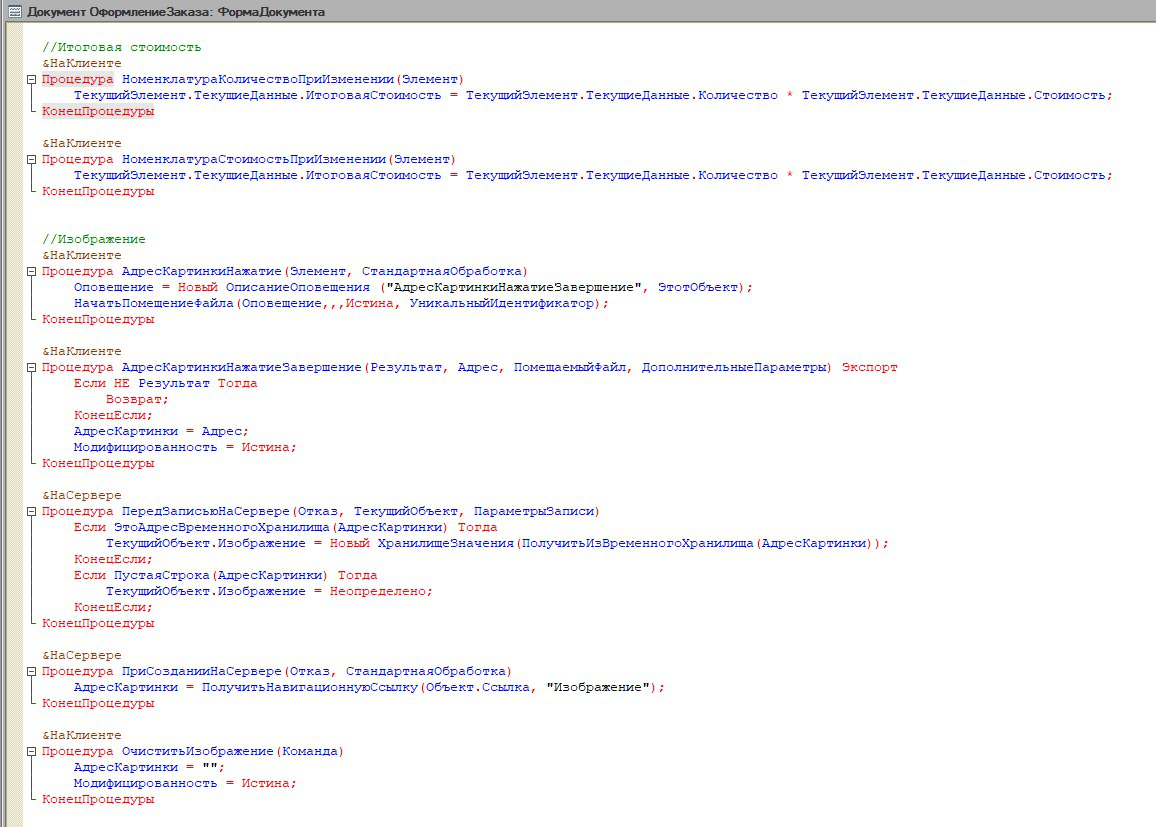 Документ ОформлениеЗаказа: ФормаДокумента
//Итоговая стоимость
&НаКлиенте
Процедура НоменклатураКоличествоПриИзменении(Элемент)
ТекущийЭлемент.ТекущиеДанные.ИтоговаяСтоимость = ТекущийЭлемент.ТекущиеДанные.Количество * ТекущийЭлемент.ТекущиеДанные.Стоимость;
КонецПроцедуры
&НаКлиенте
Процедура НоменклатураСтоимостьПриИзменении(Элемент)
ТекущийЭлемент.ТекущиеДанные.ИтоговаяСтоимость = ТекущийЭлемент.ТекущиеДанные.Количество * ТекущийЭлемент.ТекущиеДанные.Стоимость;
КонецПроцедуры
//Изображение
&НаКлиенте
Процедура АдресКартинкиНажатие(Элемент, СтандартнаяОбработка)
Оповещение = Новый ОписаниеОповещения ("АдресКартинкиНажатиеЗавершение", ЭтотОбъект);
НачатьПомещениеФайла(Оповещение,,,Истина, УникальныйИдентификатор);
КонецПроцедуры
&НаКлиенте
Процедура АдресКартинкиНажатиеЗавершение(Результат, Адрес, ПомещаемыйФайл, ДополнительныеПараметры) Экспорт
Если НЕ Результат Тогда
Возврат;
КонецЕсли;
АдресКартинки = Адрес;
Модифицированность = Истина;
КонецПроцедуры
&НаСервере
Процедура ПередЗаписьюНаСервере(Отказ, ТекущийОбъект, ПараметрыЗаписи)
Если ЭтоАдресВременногоХранилища(АдресКартинки) Тогда
ТекущийОбъект.Изображение = Новый ХранилищеЗначения(ПолучитьИзВременногоХранилища(АдресКартинки));
КонецЕсли;
Если ПустаяСтрока(АдресКартинки) Тогда
ТекущийОбъект.Изображение = Неопределено;
КонецЕсли;
КонецПроцедуры
&НаСервере
Процедура ПриСозданииНаСервере(Отказ, СтандартнаяОбработка)
АдресКартинки = ПолучитьНавигационнуюСсылку(Объект.Ссылка, "Изображение");
КонецПроцедуры
&НаКлиенте
Процедура ОчиститьИзображение(Команда)
АдресКартинки = "";
Модифицированность = Истина;
КонецПроцедуры